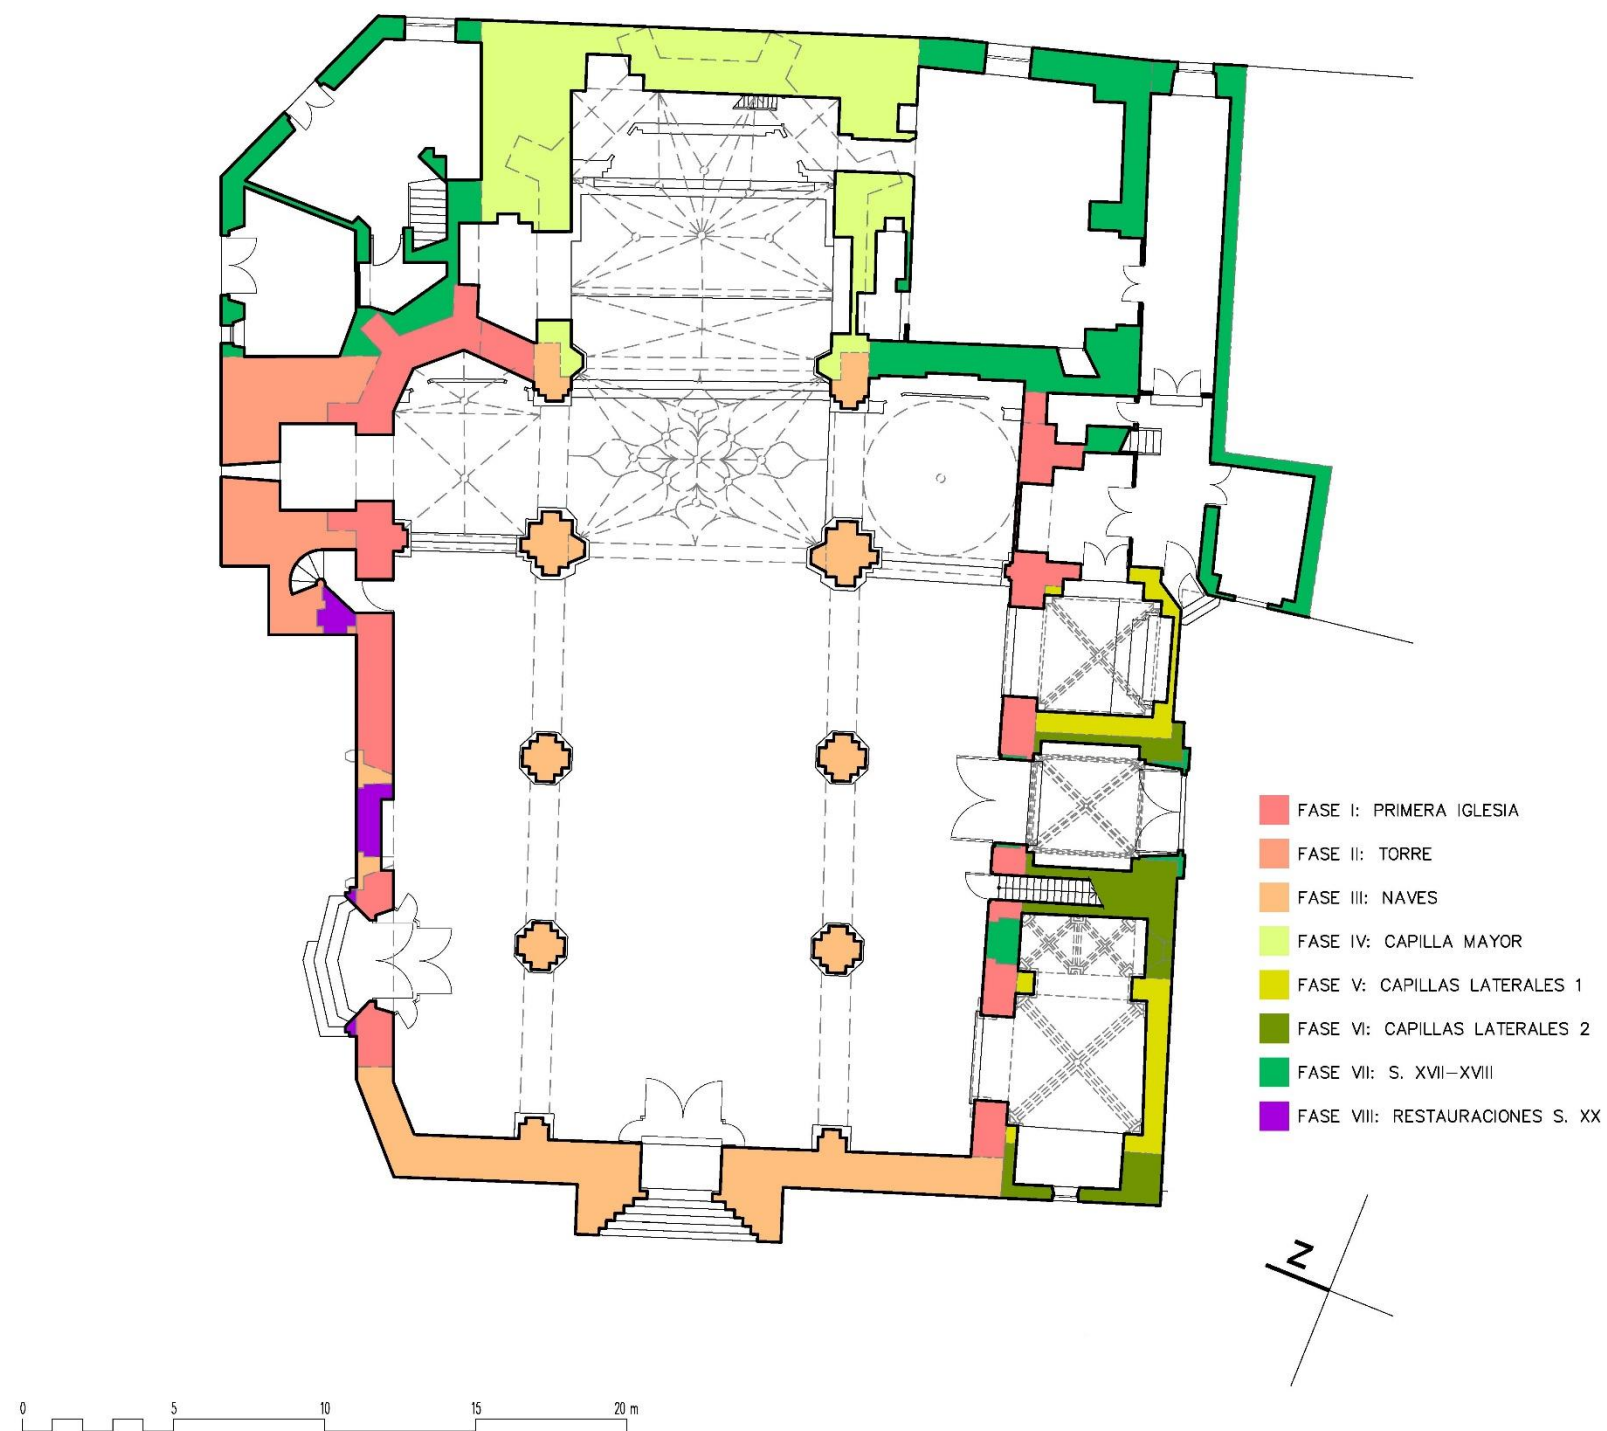 FASE I: PRIMERA IGLESIA
FASE II: TORRE
FASE III: NAVES
FASE IV: CAPILLA MAYOR
FASE V: CAPILLAS LATERALES 1
FASE VI: CAPILLAS LATERALES 2
FASE VII: S. XVII-XVIII
FASE VIII: RESTAURACIONES S. XX
N
0 5 10 15 20 m